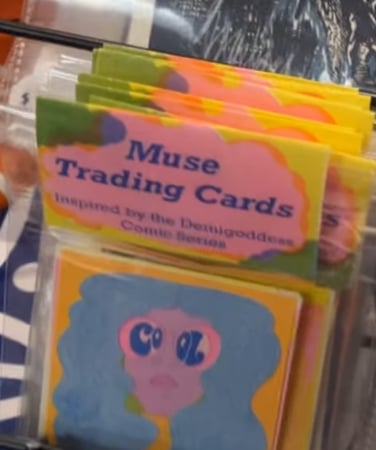 Muse
Trading Cards
Inspired by the Demigoddess
Comic Series
CO OL